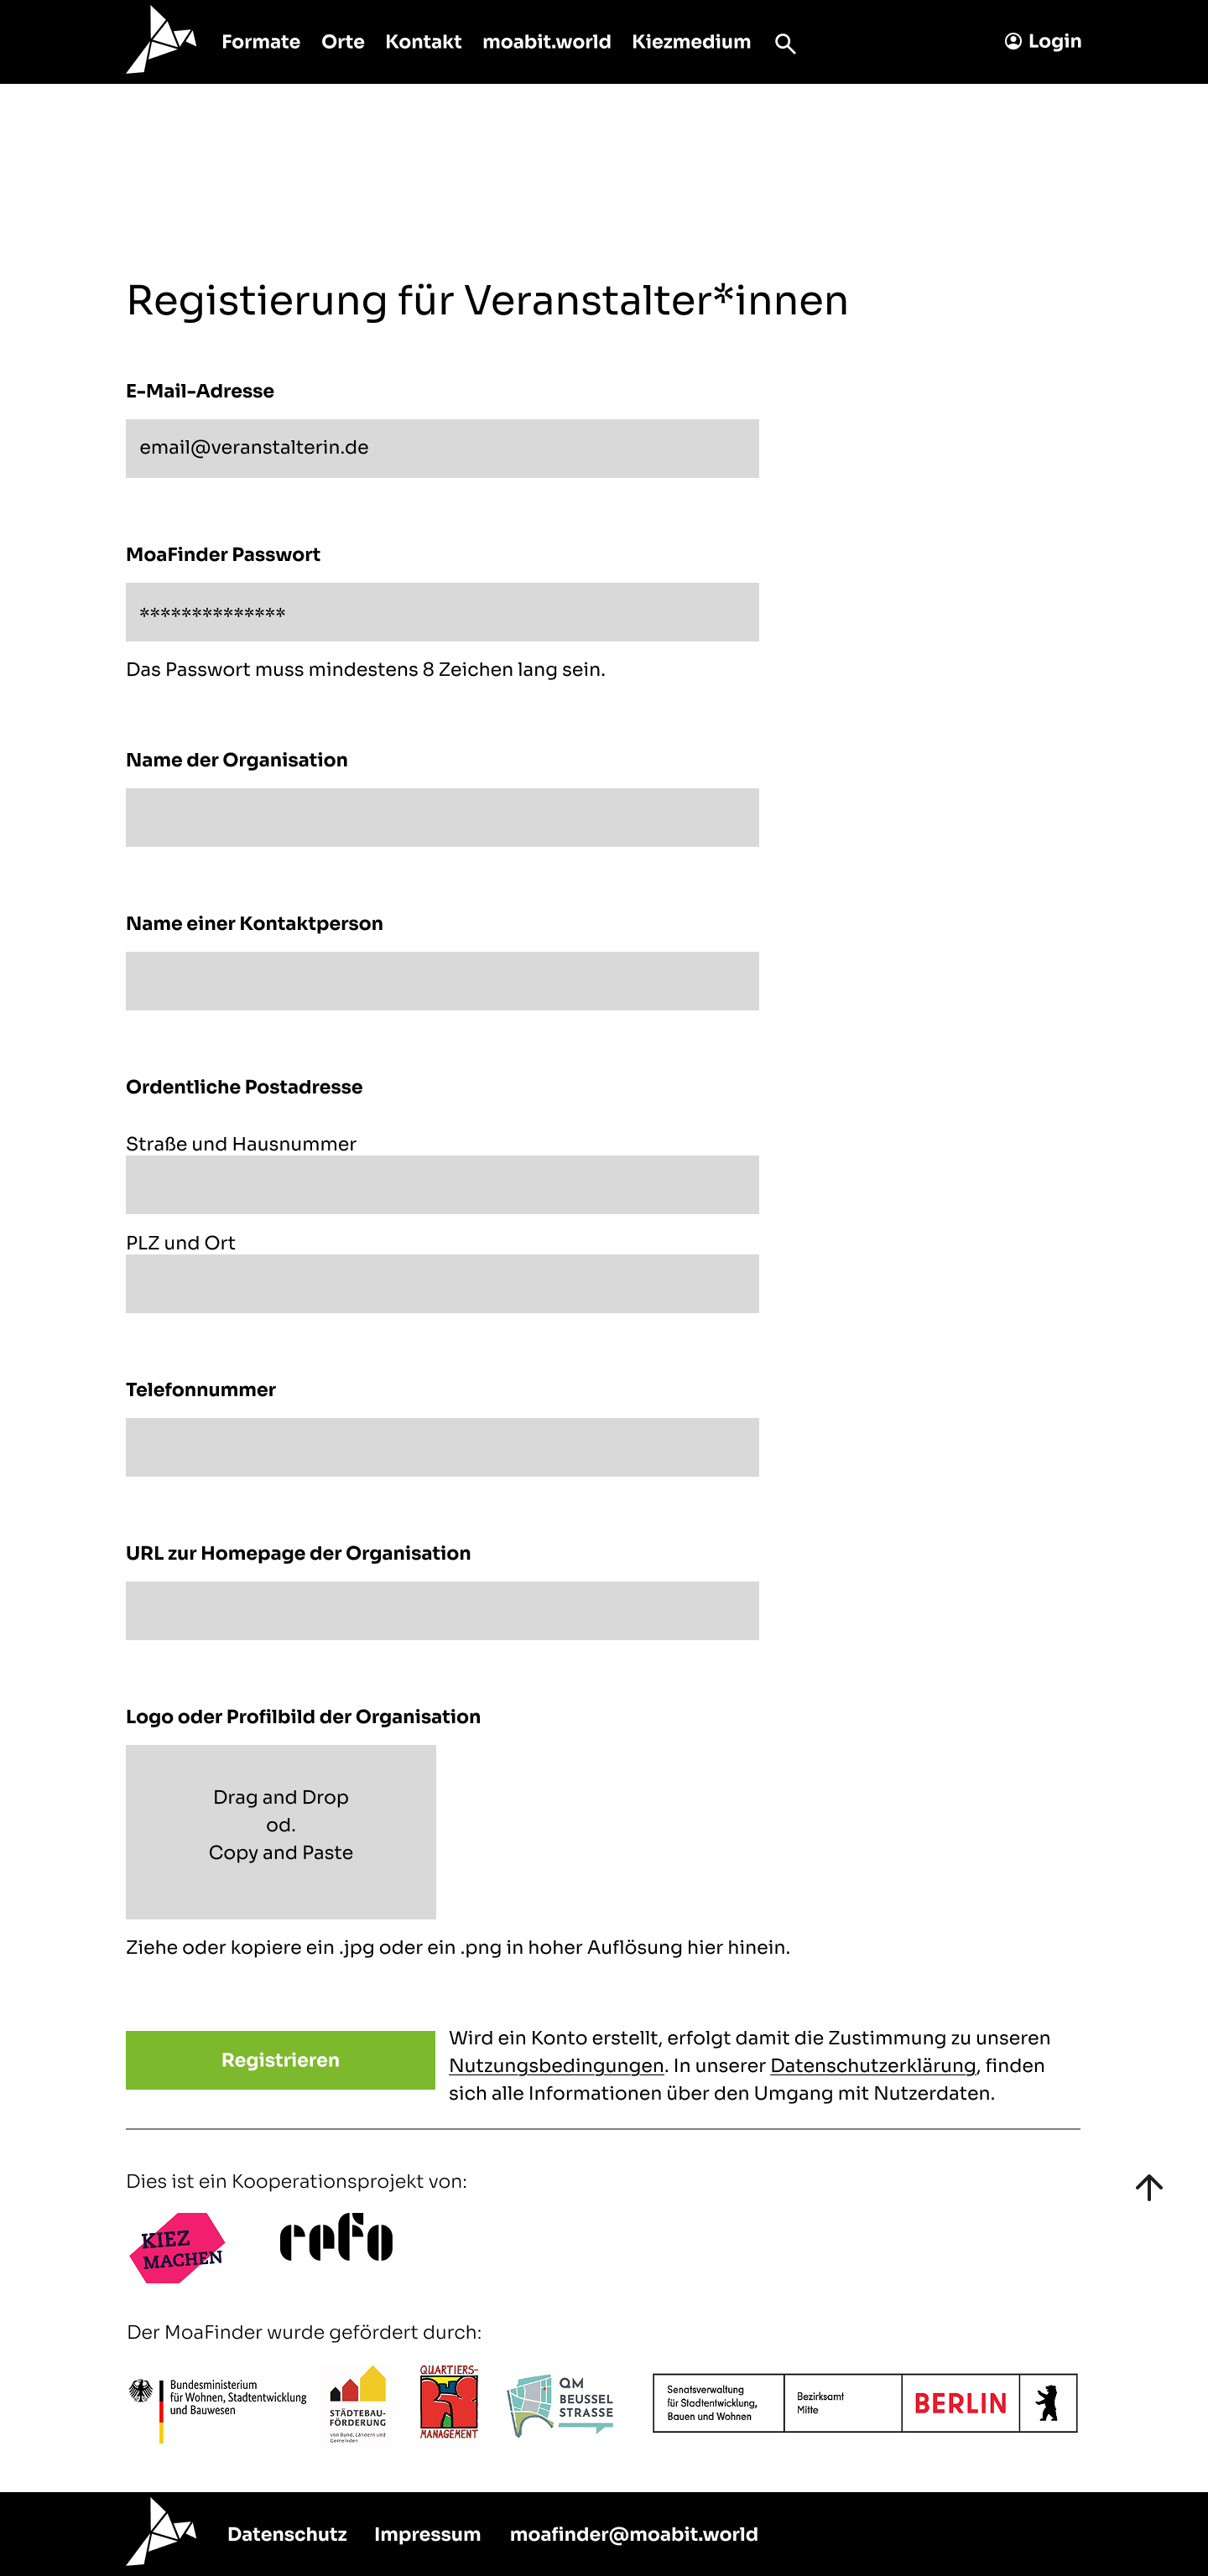 Formate Orte Kontakt moabit.world Kiezmedium Login
Registierung für Veranstalter*innen
E-Mail-Adresse
email@veranstalterin.de
MoaFinder Passwort
**************
Das Passwort muss mindestens 8 Zeichen lang sein.
Name der Organisation
Name einer Kontaktperson
Ordentliche Postadresse
Straße und Hausnummer
PLZ und Ort
Telefonnummer
URL zur Homepage der Organisation
Logo oder Profilbild der Organisation
Drag and Drop
od.
Copy and Paste
Ziehe oder kopiere ein .jpg oder ein .png in hoher Auflösung hier hinein.
Registrieren
Wird ein Konto erstellt, erfolgt damit die Zustimmung zu unseren
Nutzungsbedingungen. In unserer Datenschutzerklärung, finden
sich alle Informationen über den Umgang mit Nutzerdaten.
Dies ist ein Kooperationsprojekt von:
KIEZ
MACHEN
refo
Der MoaFinder wurde gefördert durch:
Bundesministerium
für Wohnen, Stadtentwicklung
und Bauwesen
STÄDTEBAU-
FÖRDERUNG
von Bund, Ländern und
Gemeinden
QUARTIERS-
MANAGEMENT
QM
BEUSSEL
STRASSE
Senatsverwaltung
für Stadtentwicklung,
Bauen und Wohnen
Bezirksamt
Mitte
BERLIN
Datenschutz Impressum moafinder@moabit.world